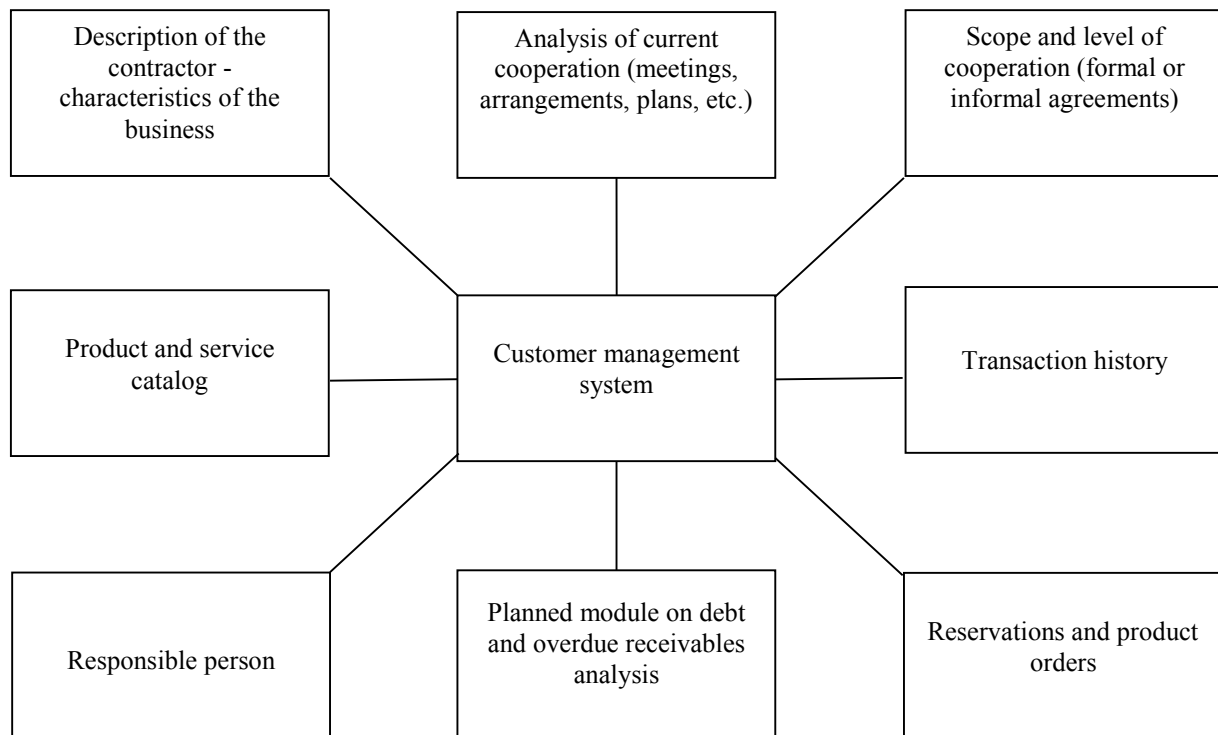 Description of the
contractor -
characteristics of the
business
Analysis of current
cooperation (meetings,
arrangements, plans, etc.)
Scope and level of
cooperation (formal or
informal agreements)
Product and service
catalog
Customer management
system
Transaction history
Responsible person
Planned module on debt
and overdue receivables
analysis
Reservations and product
orders